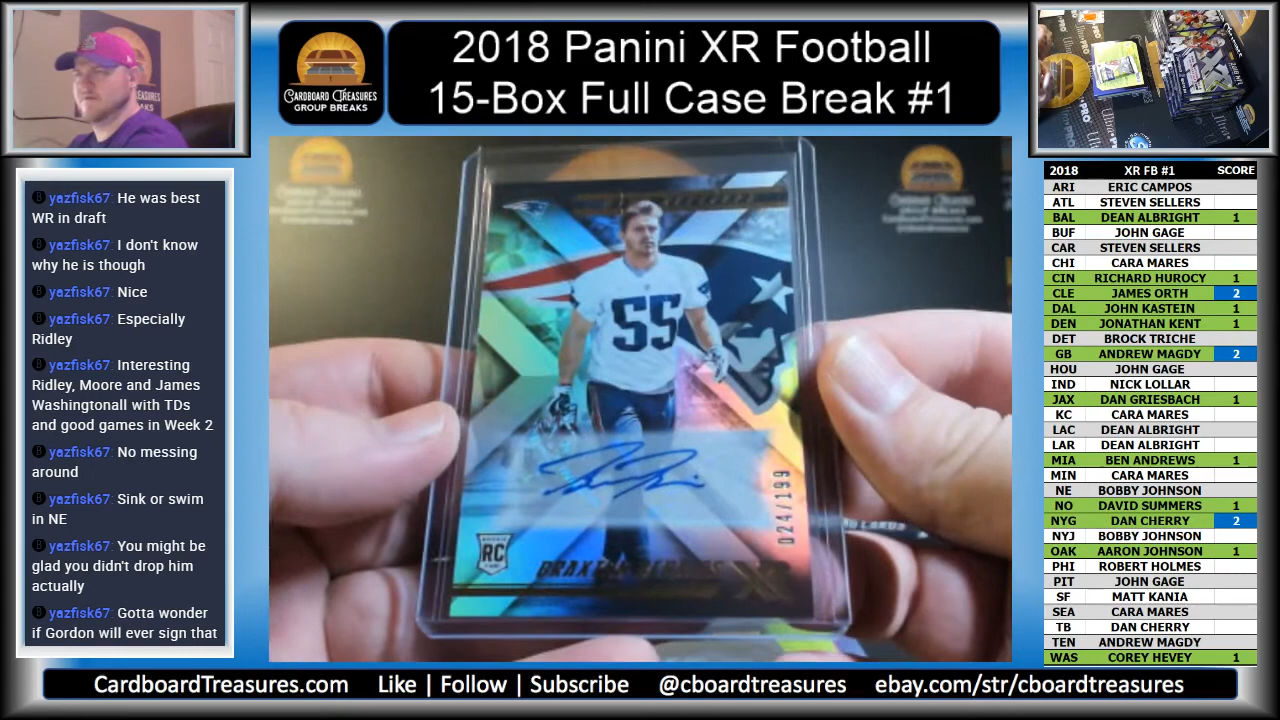 CARDBOARD TREASURES
GROUP BREAKS
2018 Panini XR Football
15-Box Full Case Break #1
yazfisk67: He was best
WR in draft
yazfisk67: I don't know
why he is though
yazfisk67: Nice
yazfisk67: Especially
Ridley
yazfisk67: Interesting
Ridley, Moore and James
Washingtonall with TDs
and good games in Week 2
yazfisk67: No messing
around
yazfisk67: Sink or swim
in NE
yazfisk67: You might be
glad you didn't drop him
actually
yazfisk67: Gotta wonder
if Gordon will ever sign that
55
024/199
ROOKIE
RC
2018 XR FB #1 SCORE
ARI ERIC CAMPOS
ATL STEVEN SELLERS
BAL DEAN ALBRIGHT 1
BUF JOHN GAGE
CAR STEVEN SELLERS
CHI CARA MARES
CIN RICHARD HUROCY 1
CLE JAMES ORTH 2
DAL JOHN KASTEIN 1
DEN JONATHAN KENT 1
DET BROCK TRICHE
GB ANDREW MAGDY 2
HOU JOHN GAGE
IND NICK LOLLAR
JAX DAN GRIESBACH 1
KC CARA MARES
LAC DEAN ALBRIGHT
LAR DEAN ALBRIGHT
MIA BEN ANDREWS 1
MIN CARA MARES
NE BOBBY JOHNSON
NO DAVID SUMMERS 1
NYG DAN CHERRY 2
NYJ BOBBY JOHNSON
OAK AARON JOHNSON 1
PHI ROBERT HOLMES
PIT JOHN GAGE
SF MATT KANIA
SEA CARA MARES
TB DAN CHERRY
TEN ANDREW MAGDY
WAS COREY HEVEY 1
CardboardTreasures.com Like | Follow | Subscribe @cboardtreasures ebay.com/str/cboardtreasures